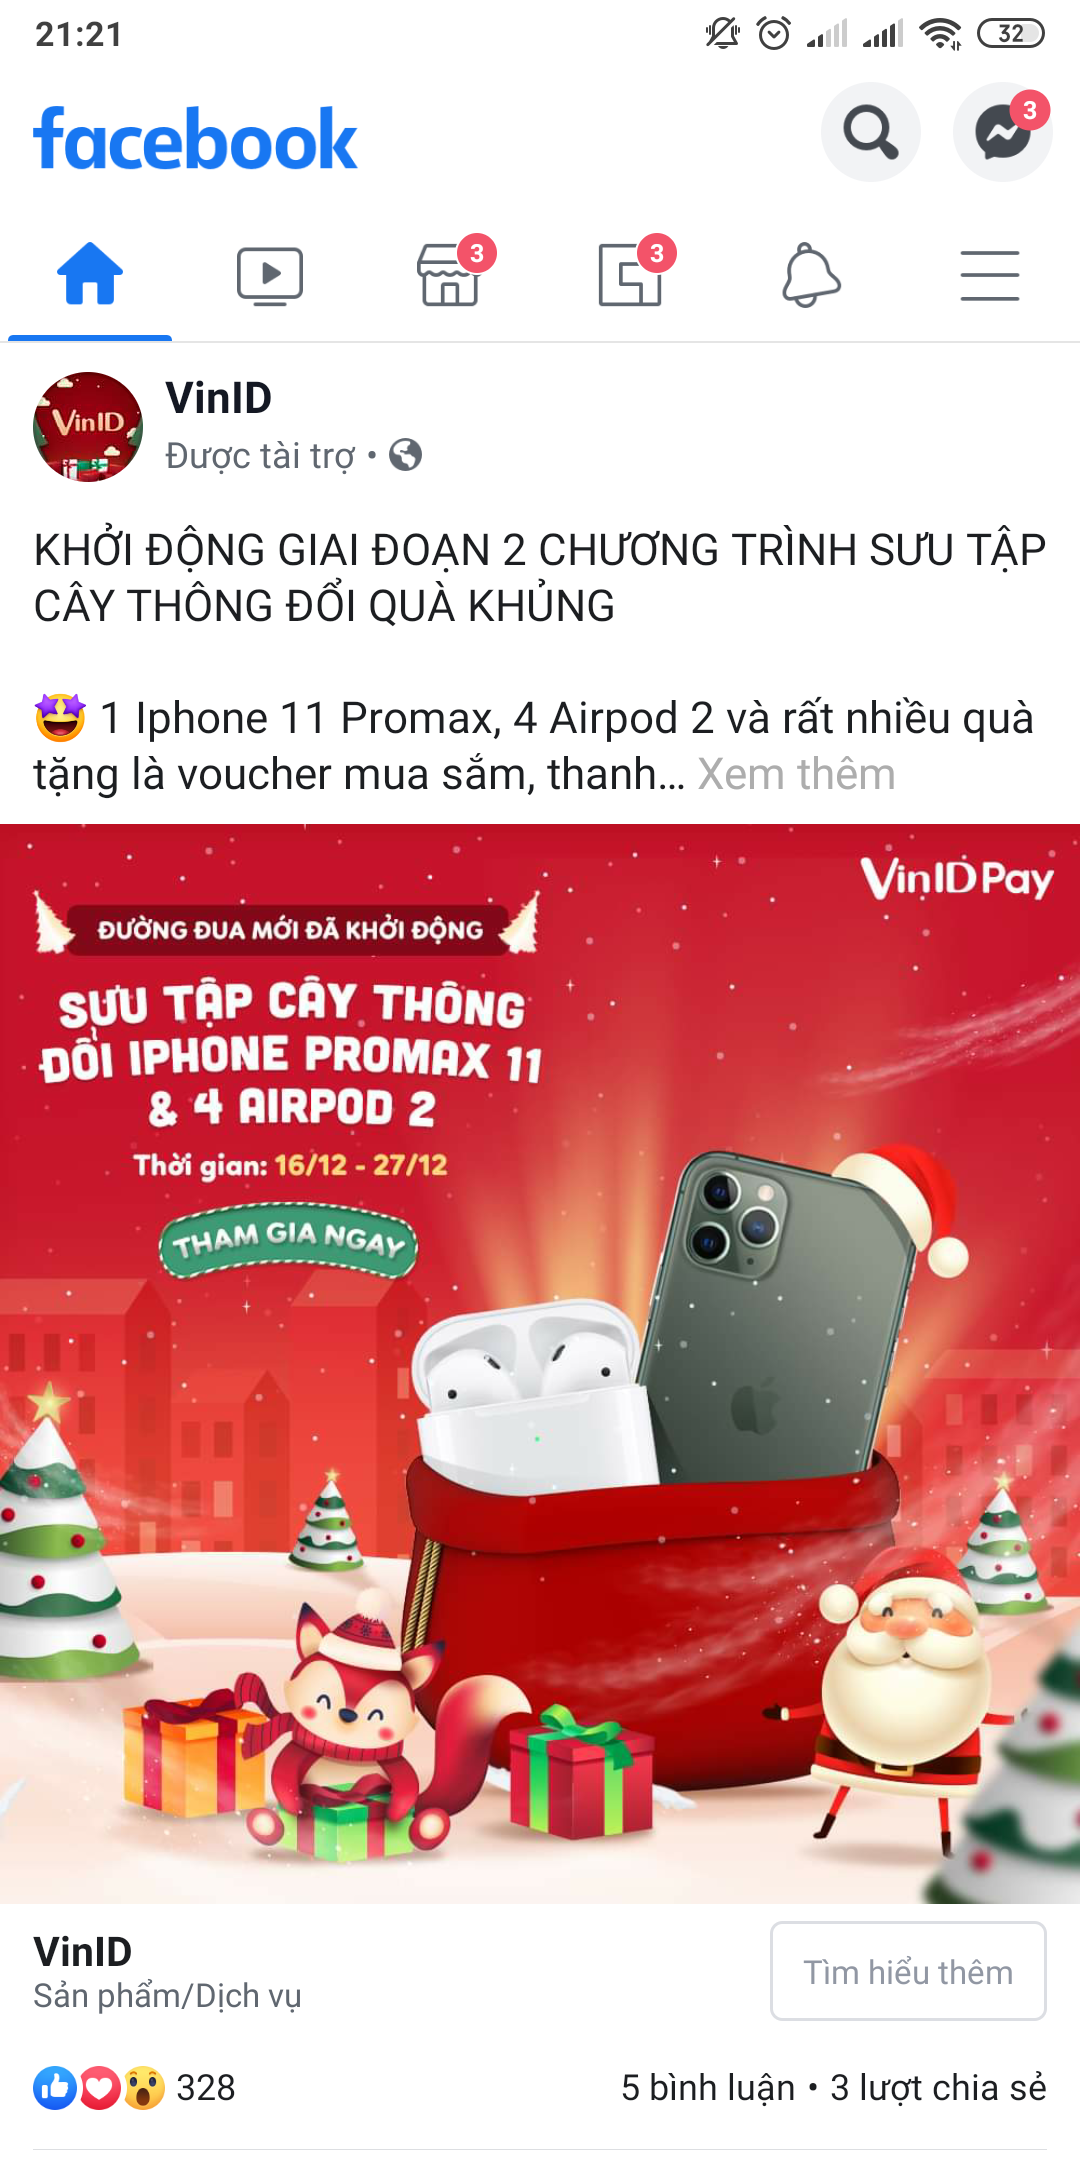 21:21
32
facebook
3
3
3
VinID
VinID
Được tài trợ •
KHỞI ĐỘNG GIAI ĐOẠN 2 CHƯƠNG TRÌNH SƯU TẬP
CÂY THÔNG ĐỔI QUÀ KHỦNG
🤩 1 Iphone 11 Promax, 4 Airpod 2 và rất nhiều quà
tặng là voucher mua sắm, thanh... Xem thêm
VinID Pay
ĐƯỜNG ĐUA MỚI ĐÃ KHỞI ĐỘNG
SƯU TẬP CÂY THÔNG
ĐỔI IPHONE PROMAX 11
& 4 AIRPOD 2
Thời gian: 16/12 - 27/12
THAM GIA NGAY
VinID
Sản phẩm/Dịch vụ
Tìm hiểu thêm
328
5 bình luận • 3 lượt chia sẻ